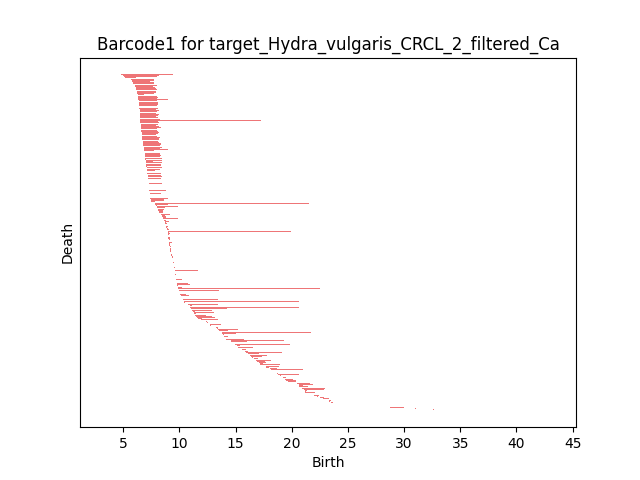 Barcode1 for target_Hydra_vulgaris_CRCL_2_filtered_Ca
Death
5 10 15 20 25 30 35 40 45
Birth